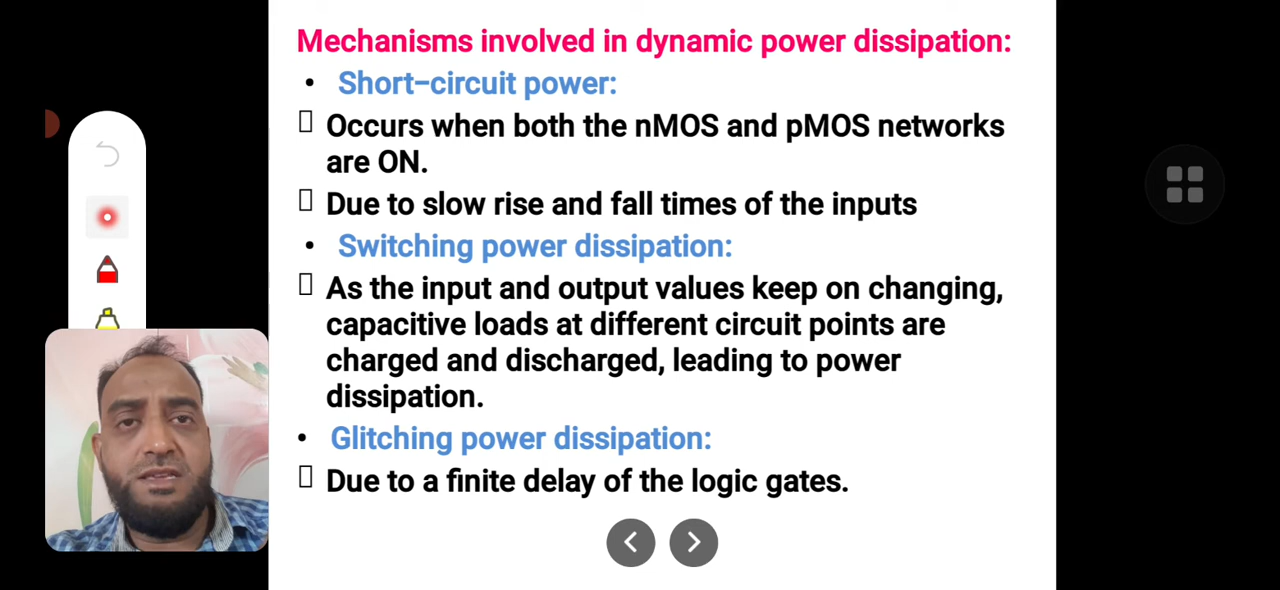 Mechanisms involved in dynamic power dissipation:
• Short-circuit power:
Occurs when both the nMOS and pMOS networks
are ON.
Due to slow rise and fall times of the inputs
• Switching power dissipation:
As the input and output values keep on changing,
capacitive loads at different circuit points are
charged and discharged, leading to power
dissipation.
• Glitching power dissipation:
Due to a finite delay of the logic gates.